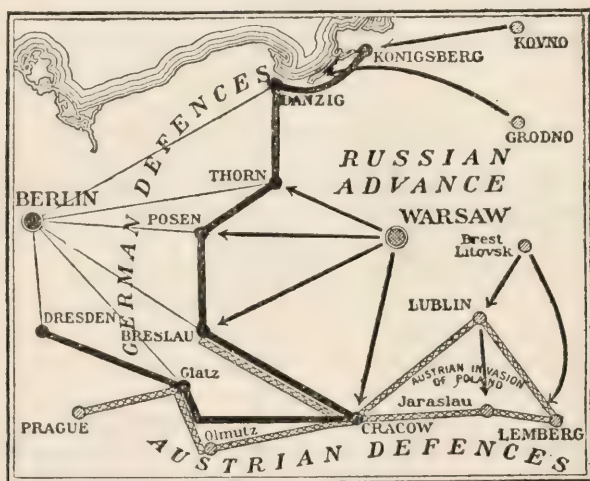 KOVNO
KONIGSBERG
DANZIG
GRODNO
GERMAN DEFENCES
RUSSIAN
ADVANCE
THORN
BERLIN
POSEN
WARSAW
Brest
Litovsk
LUBLIN
DRESDEN
BRESLAU
AUSTRIAN INVASION
OF POLAND
Glatz
Jaraslau
PRAGUE
Olmutz
CRACOW
LEMBERG
AUSTRIAN DEFENCES